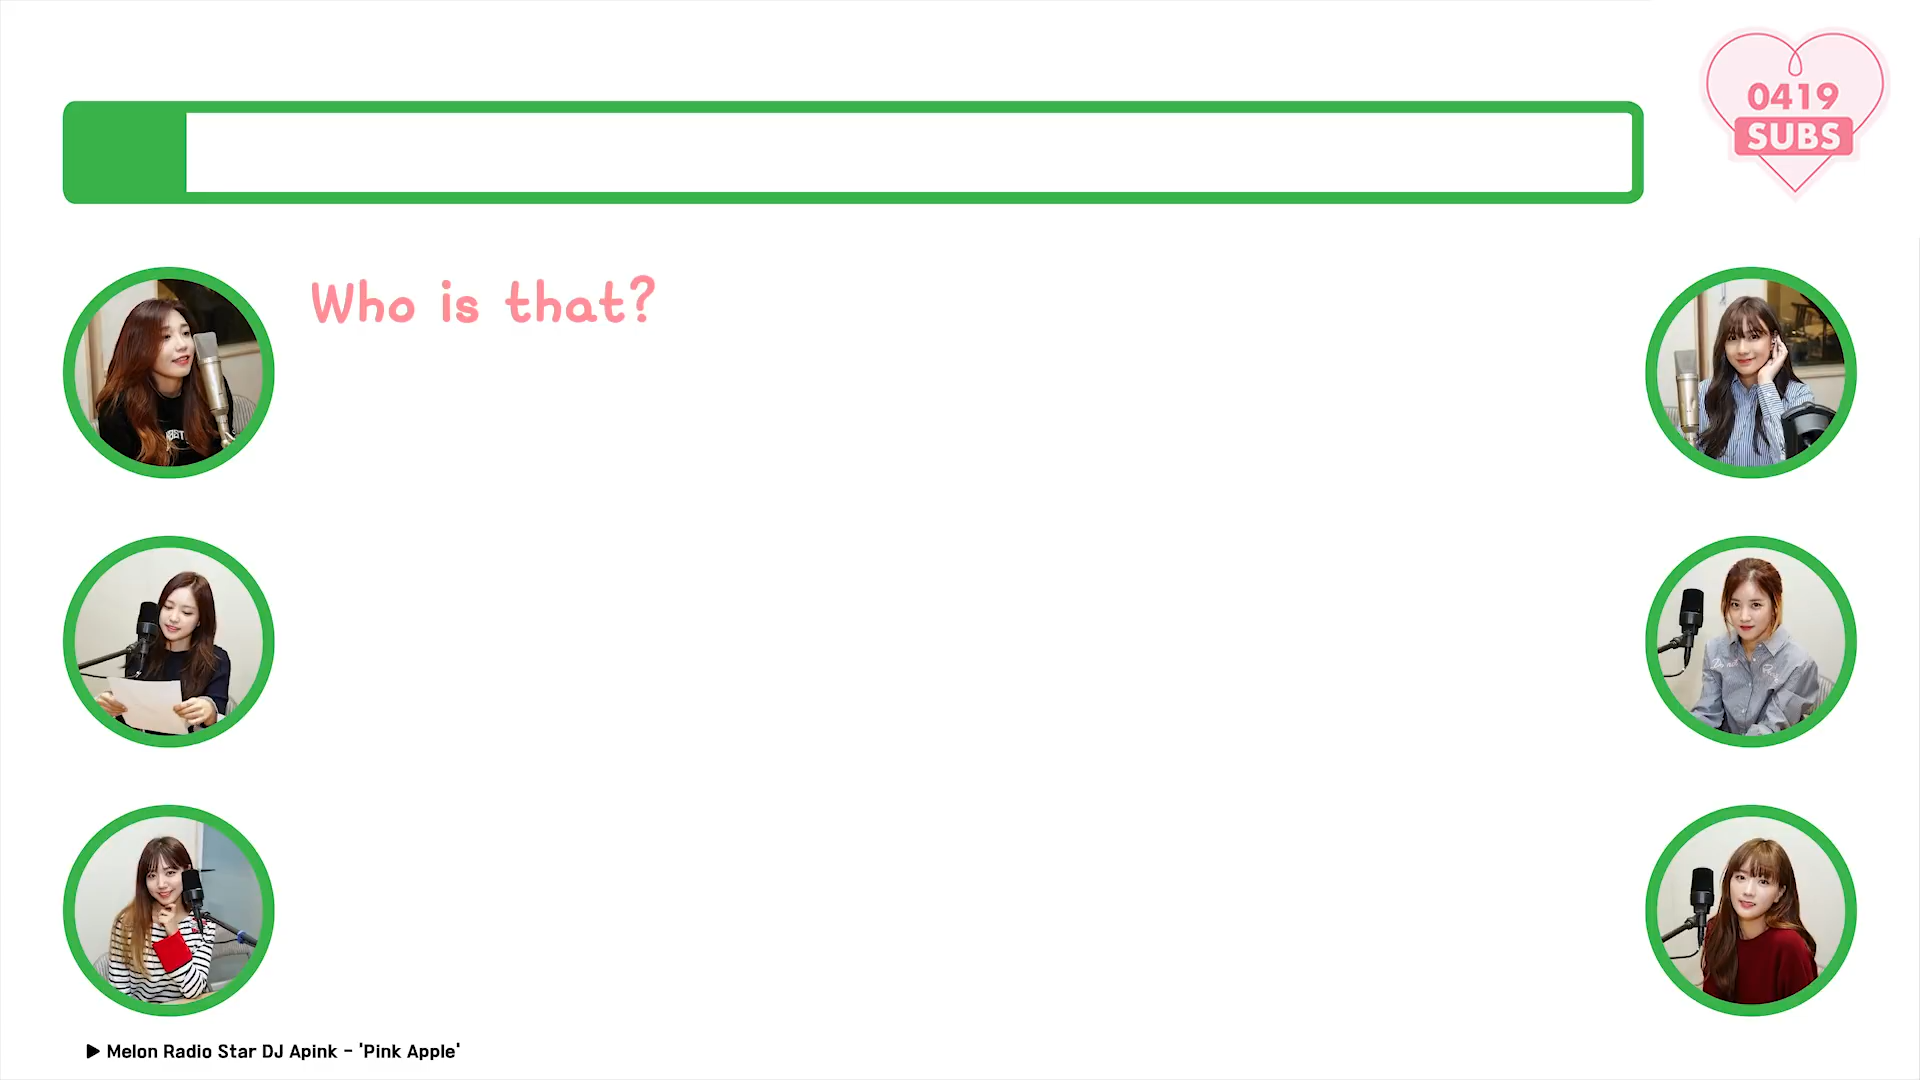 0419
SUBS
Who is that?
▶ Melon Radio Star DJ Apink - 'Pink Apple'